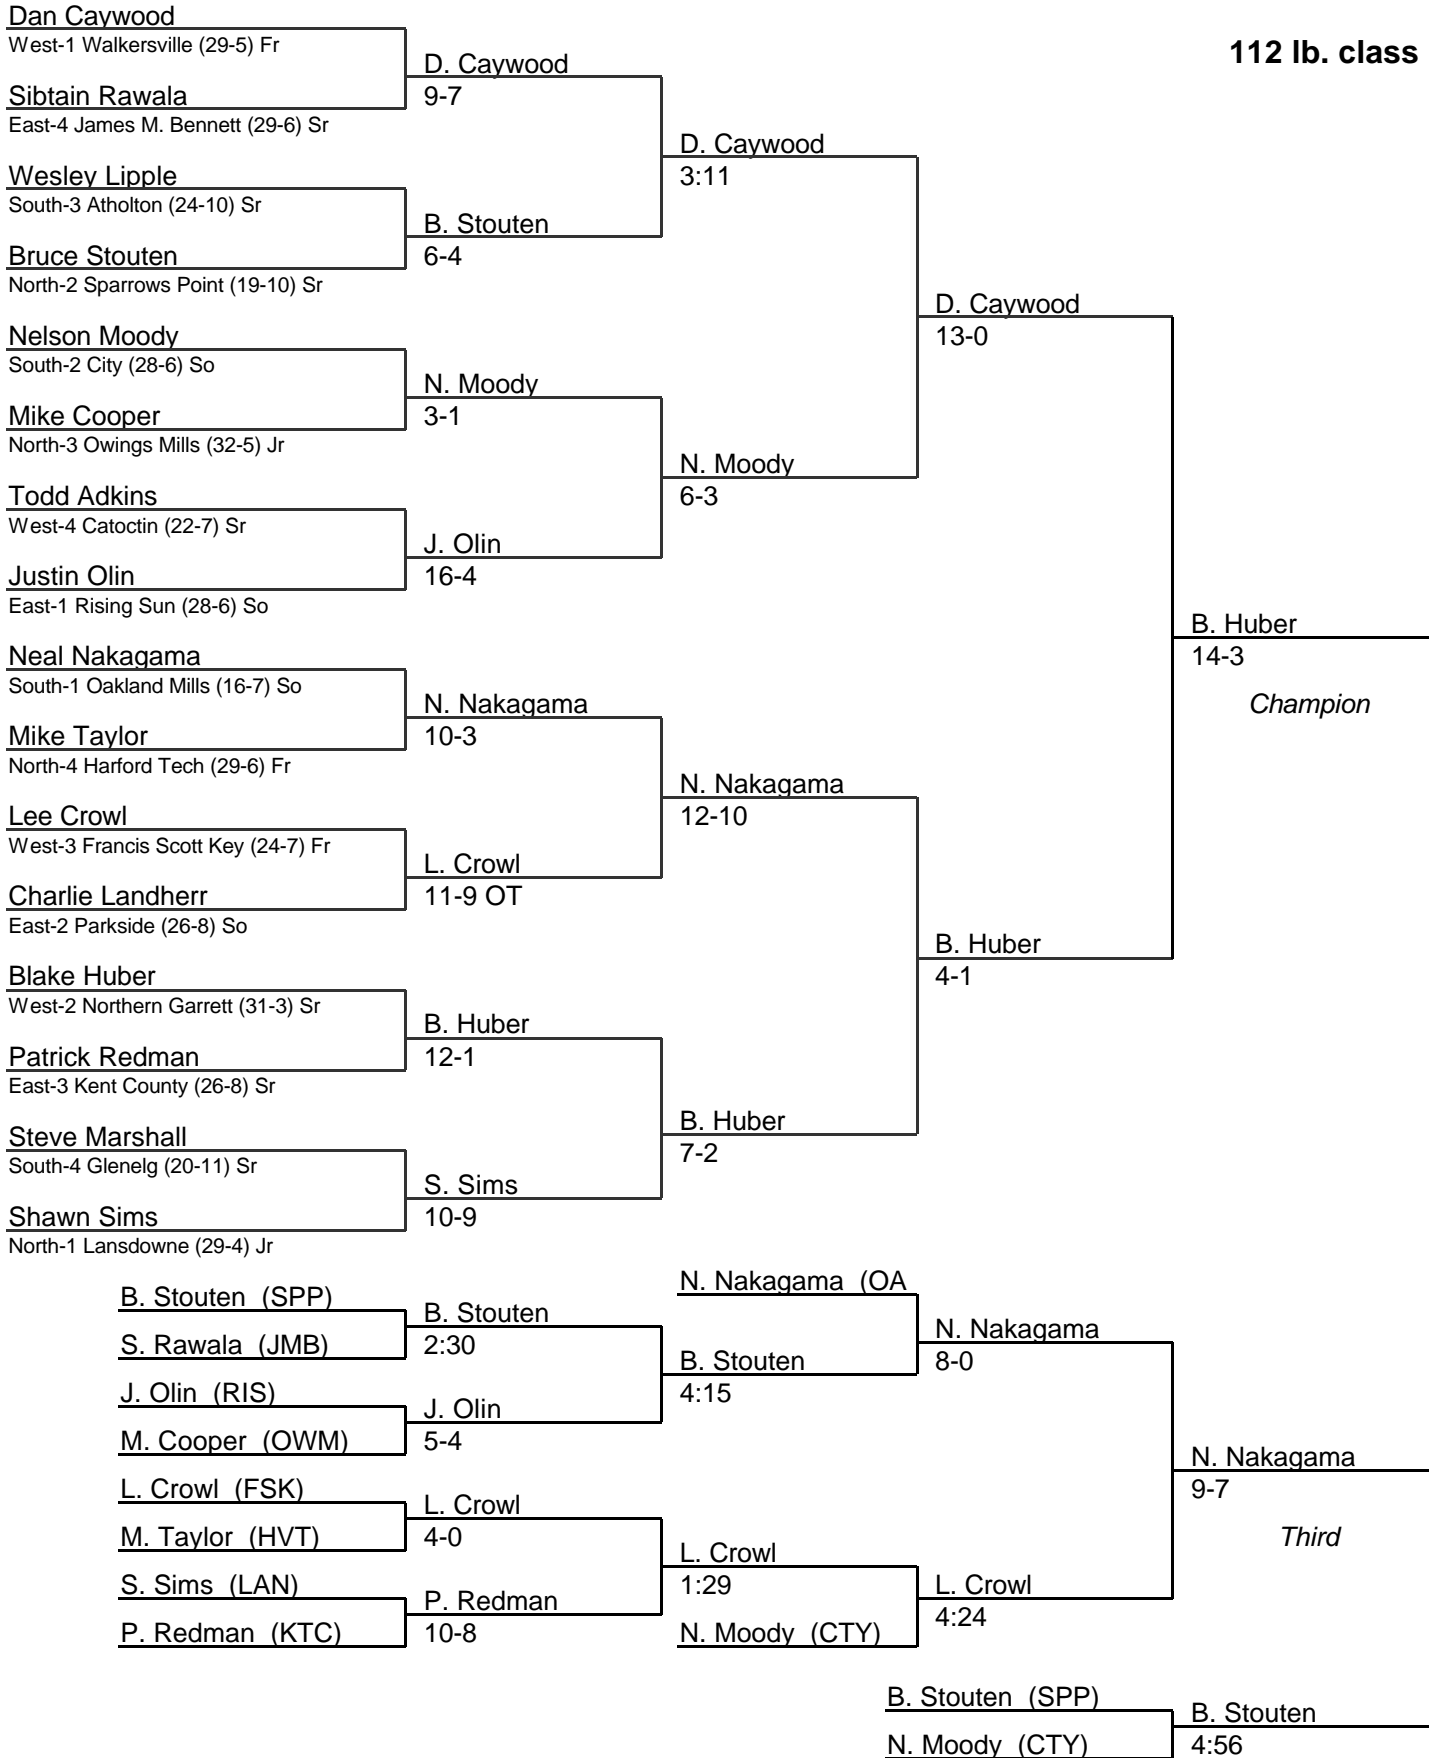 Dan Caywood
West-1 Walkersville (29-5) Fr
112 lb. class
D. Caywood
9-7
Sibtain Rawala
East-4 James M. Bennett (29-6) Sr
D. Caywood
3:11
Wesley Lipple
South-3 Atholton (24-10) Sr
B. Stouten
6-4
Bruce Stouten
North-2 Sparrows Point (19-10) Sr
D. Caywood
13-0
Nelson Moody
South-2 City (28-6) So
N. Moody
3-1
Mike Cooper
North-3 Owings Mills (32-5) Jr
N. Moody
6-3
Todd Adkins
West-4 Catoctin (22-7) Sr
J. Olin
16-4
Justin Olin
East-1 Rising Sun (28-6) So
B. Huber
14-3
Champion
Neal Nakagama
South-1 Oakland Mills (16-7) So
N. Nakagama
10-3
Mike Taylor
North-4 Harford Tech (29-6) Fr
N. Nakagama
12-10
Lee Crowl
West-3 Francis Scott Key (24-7) Fr
L. Crowl
11-9 OT
Charlie Landherr
East-2 Parkside (26-8) So
B. Huber
4-1
Blake Huber
West-2 Northern Garrett (31-3) Sr
B. Huber
12-1
Patrick Redman
East-3 Kent County (26-8) Sr
B. Huber
7-2
Steve Marshall
South-4 Glenelg (20-11) Sr
S. Sims
10-9
Shawn Sims
North-1 Lansdowne (29-4) Jr
B. Stouten (SPP)
S. Rawala (JMB)
B. Stouten
2:30
J. Olin (RIS)
M. Cooper (OWM)
J. Olin
5-4
N. Nakagama (OA
B. Stouten
4:15
N. Nakagama
8-0
L. Crowl (FSK)
M. Taylor (HVT)
L. Crowl
4-0
S. Sims (LAN)
P. Redman (KTC)
P. Redman
10-8
L. Crowl
1:29
N. Moody (CTY)
L. Crowl
4:24
N. Nakagama
9-7
Third
B. Stouten (SPP)
N. Moody (CTY)
B. Stouten
4:56